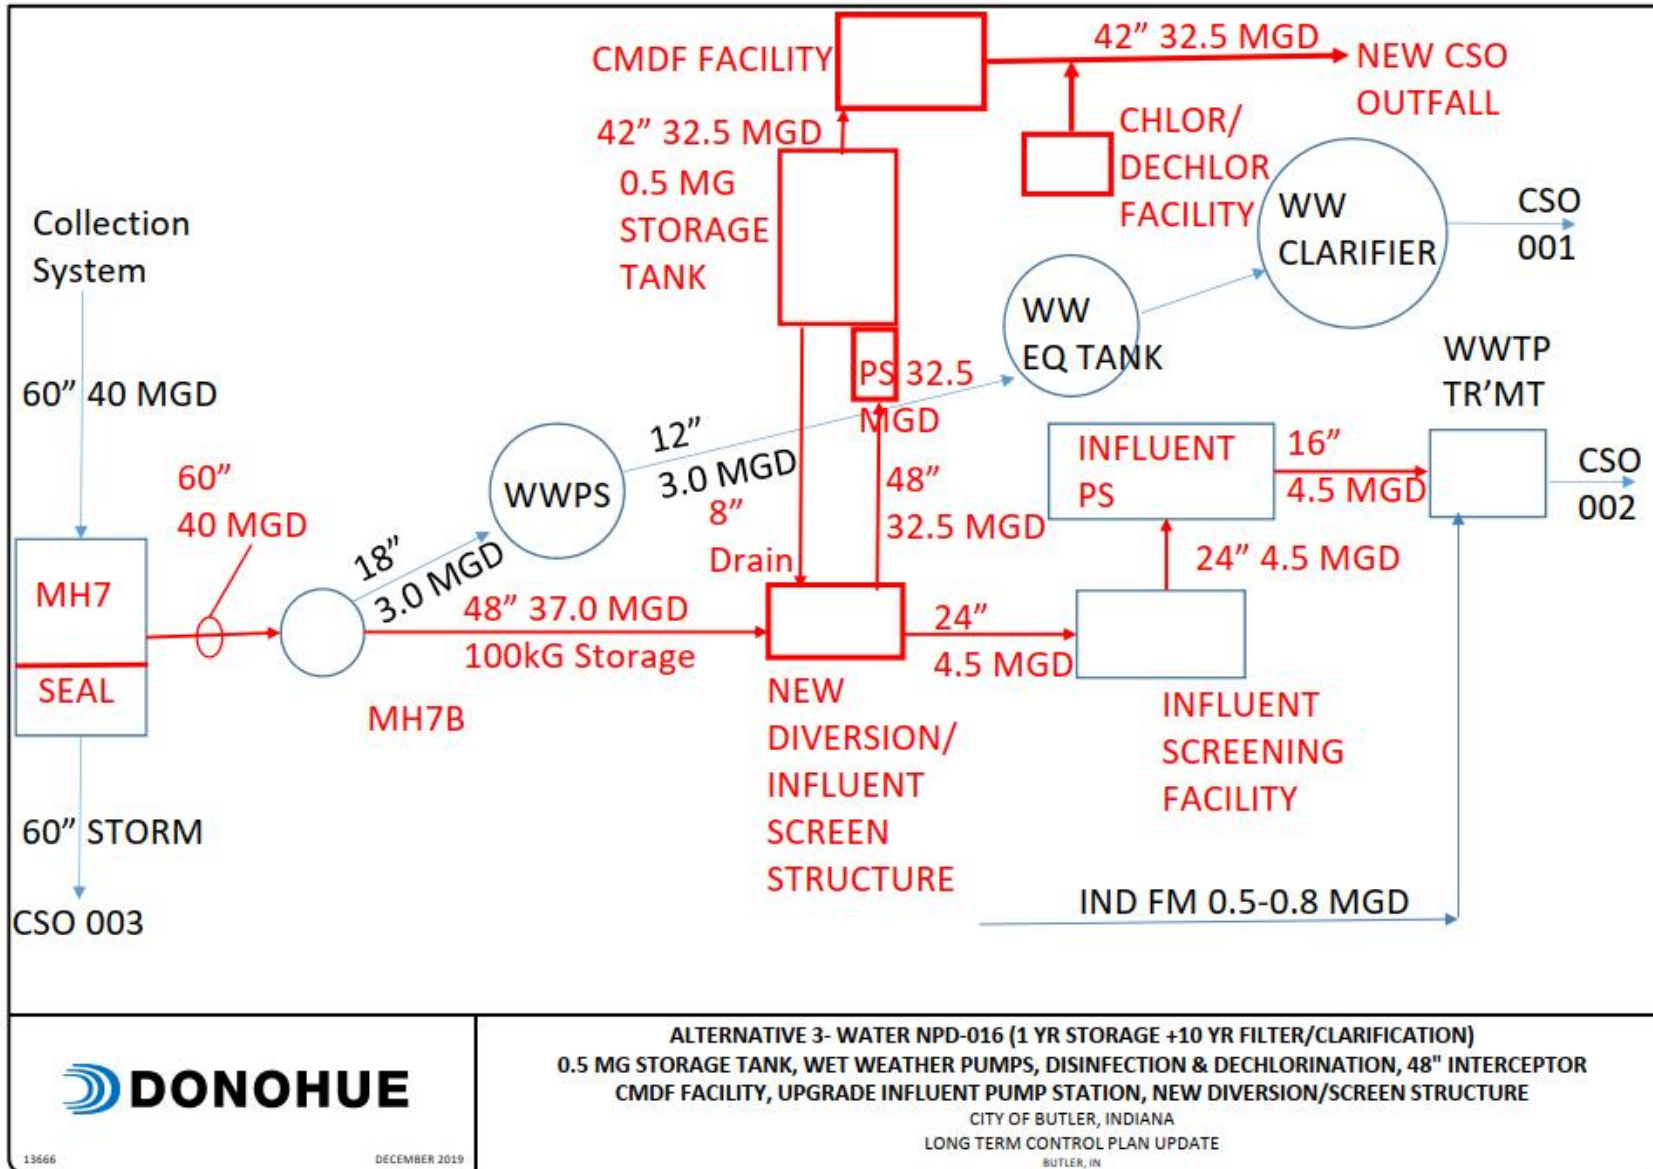 CMDF FACILITY
42” 32.5 MGD
NEW CSO
OUTFALL
42” 32.5 MGD
CHLOR/
DECHLOR
FACILITY
0.5 MG
STORAGE
TANK
WW
CLARIFIER
CSO
001
Collection
System
WW
EQ TANK
60” 40 MGD
PS 32.5
MGD
WWTP
TR’MT
12”
3.0 MGD
60”
40 MGD
WWPS
8”
Drain
48”
32.5 MGD
INFLUENT
PS
16”
4.5 MGD
CSO
002
18”
3.0 MGD
24” 4.5 MGD
MH7
SEAL
48” 37.0 MGD
100kG Storage
24”
4.5 MGD
MH7B
NEW
DIVERSION/
INFLUENT
SCREEN
STRUCTURE
INFLUENT
SCREENING
FACILITY
60” STORM
CSO 003
IND FM 0.5-0.8 MGD
DONOHUE
13666
DECEMBER 2019
ALTERNATIVE 3- WATER NPD-016 (1 YR STORAGE +10 YR FILTER/CLARIFICATION)
0.5 MG STORAGE TANK, WET WEATHER PUMPS, DISINFECTION & DECHLORINATION, 48" INTERCEPTOR
CMDF FACILITY, UPGRADE INFLUENT PUMP STATION, NEW DIVERSION/SCREEN STRUCTURE
CITY OF BUTLER, INDIANA
LONG TERM CONTROL PLAN UPDATE
BUTLER, IN